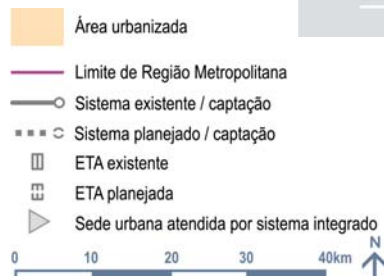 Área urbanizada
Limite de Região Metropolitana
Sistema existente / captação
Sistema planejado / captação
ETA existente
ETA planejada
Sede urbana atendida por sistema integrado
0 10 20 30 40km N